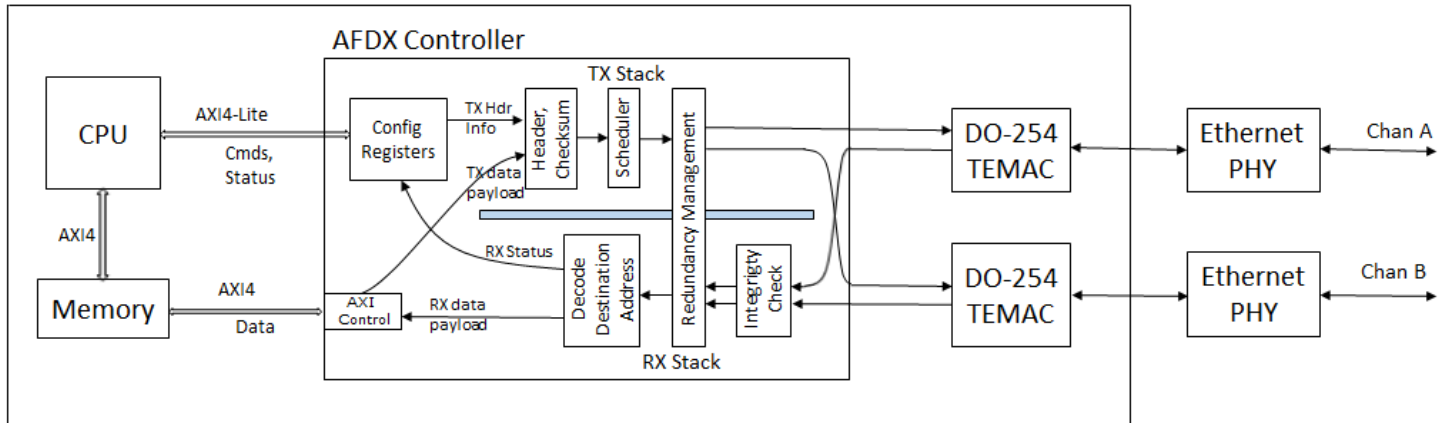 AFDX Controller
TX Stack
CPU
AXI4-Lite
Cmds,
Status
Config
Registers
TX Hdr
Info
TX data
payload
Header,
Checksum
Scheduler
Redundancy Management
DO-254
TEMAC
Ethernet
PHY
Chan A
AXI4
Memory
AXI4
Data
AXI
Control
RX Status
RX data
payload
Decode
Destination
Address
Integrigty
Check
RX Stack
DO-254
TEMAC
Ethernet
PHY
Chan B